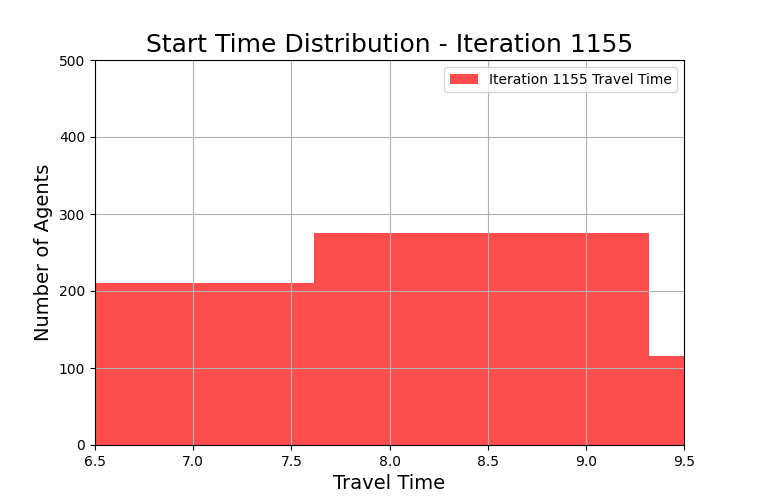 Start Time Distribution - Iteration 1155
Iteration 1155 Travel Time
Number of Agents
500
400
300
200
100
0
6.5 7.0 7.5 8.0 8.5 9.0 9.5
Travel Time